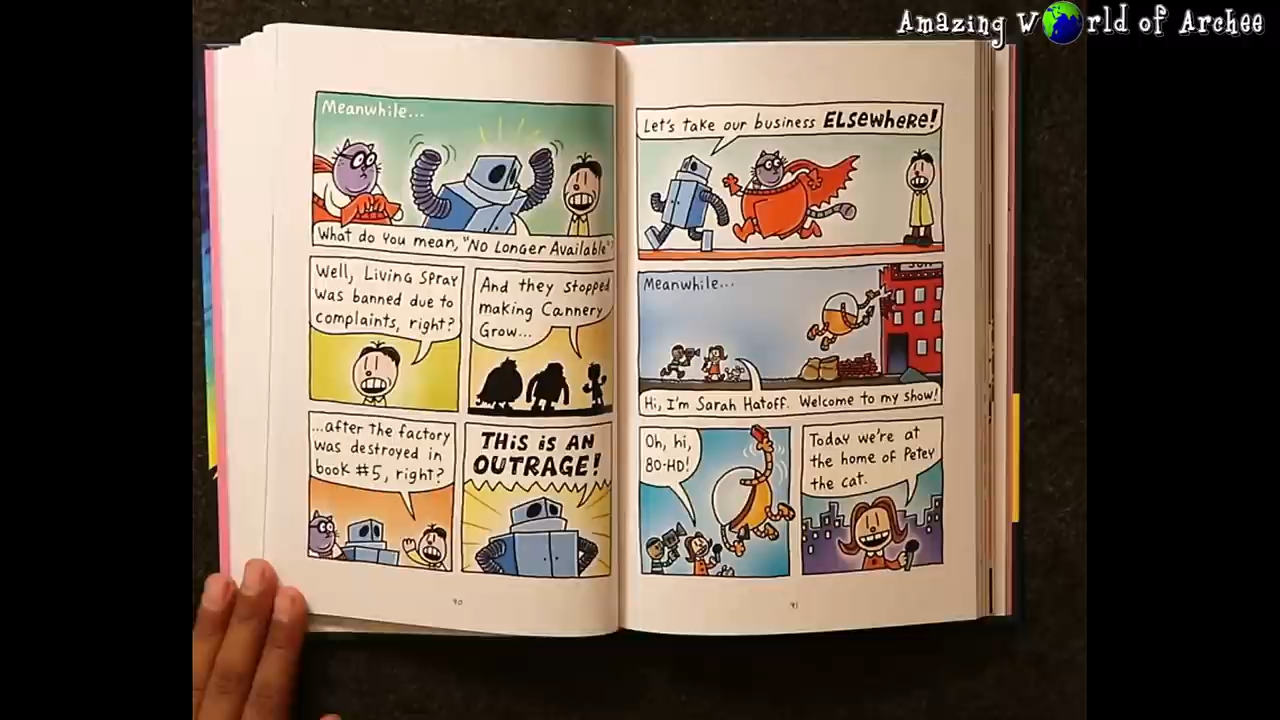 Amazing World of Archee
Meanwhile...
What do you mean, "No Longer Available"?
Well, Living Spray
was banned due to
complaints, right?
And they stopped
making Cannery
Grow...
...after the factory
was destroyed in
book #5, right?
THIS IS AN
OUTRAGE!
90
Let's take our business ELSEWHERE!
Meanwhile...
Hi, I'm Sarah Hatoff. Welcome to my show!
Oh, hi,
80-HD!
Today we're at
the home of Petey
the cat.
91